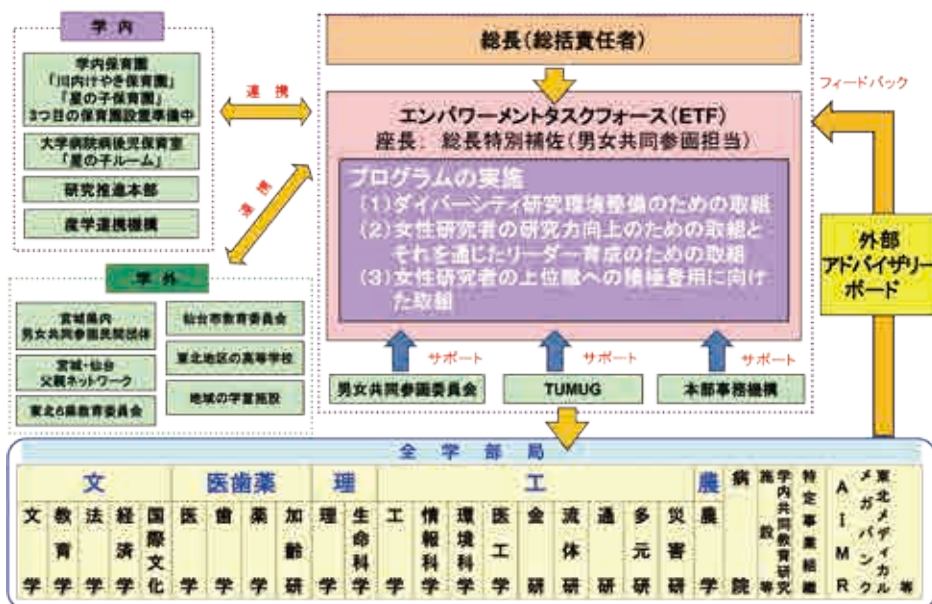 学内
学内保育園
「川内けやき保育園」
「星の子保育園」
3つ目の保育園設置準備中
大学病院病後児保育室
「星の子ルーム」
研究推進本部
産学連携機構
連携
連携
総長(総括責任者)
エンパワーメントタスクフォース(ETF)
座長: 総長特別補佐(男女共同参画担当)
プログラムの実施
(1)ダイバーシティ研究環境整備のための取組
(2)女性研究者の研究力向上のための取組と
それを通じたリーダー育成のための取組
(3)女性研究者の上位職への積極登用に向け
た取組
フィードバック
外部
アドバイザリー
ボード
学外
宮城県内
男女共同参画民間団体
宮城・仙台
父親ネットワーク
東北6県教育委員会
仙台市教育委員会
東北地区の高等学校
地域の学童施設
サポート
サポート
サポート
男女共同参画委員会
TUMUG
本部事務機構
全学部局
文
医歯薬
理
工
農
文学
教育学
法学
経済学
国際文化
医学
歯学
薬学
加齢研
理学
生命科学
工学
情報科学
環境科学
医工学
金研
流体研
通研
多元研
災害研
農学
病院
学内共同教育研究
施設等
特定事業組織
AIMR
東北メディカル
メガバンク
等